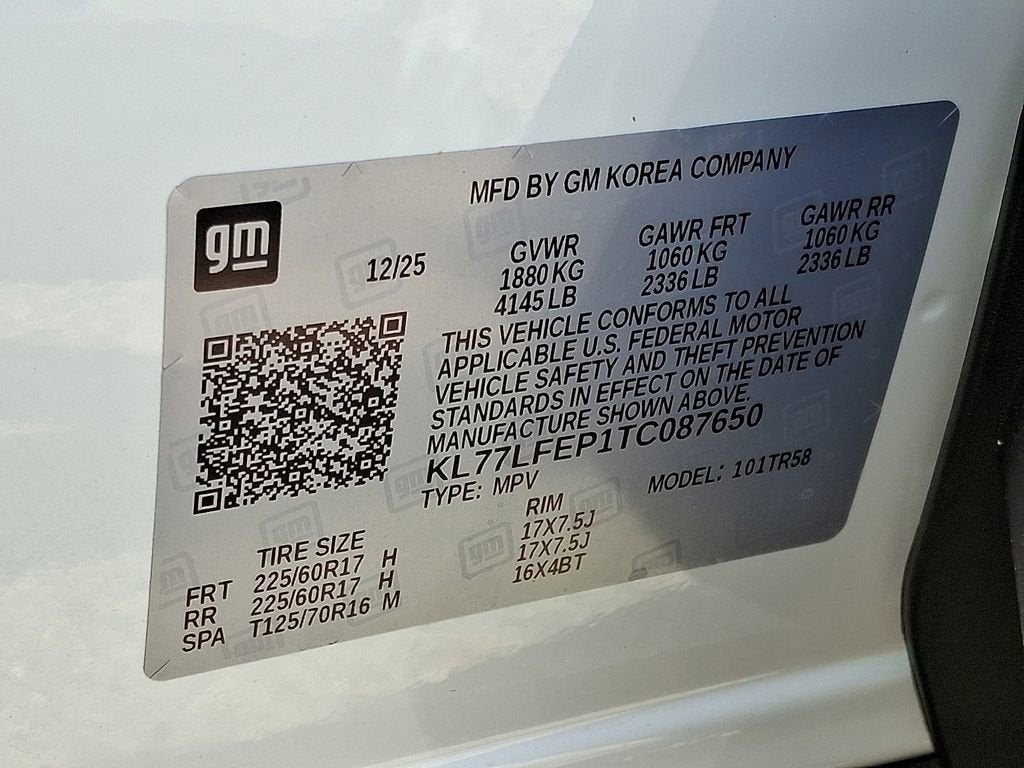 MFD BY GM KOREA COMPANY
gm
12/25
GVWR GAWR FRT GAWR RR
1880 KG 1060 KG 1060 KG
4145 LB 2336 LB 2336 LB
THIS VEHICLE CONFORMS TO ALL
APPLICABLE U.S. FEDERAL MOTOR
VEHICLE SAFETY AND THEFT PREVENTION
STANDARDS IN EFFECT ON THE DATE OF
MANUFACTURE SHOWN ABOVE.
KL77LFEP1TC087650
TYPE: MPV MODEL: 101TR58
TIRE SIZE RIM
FRT 225/60R17 H 17X7.5J
RR 225/60R17 H 17X7.5J
SPA T125/70R16 M 16X4BT